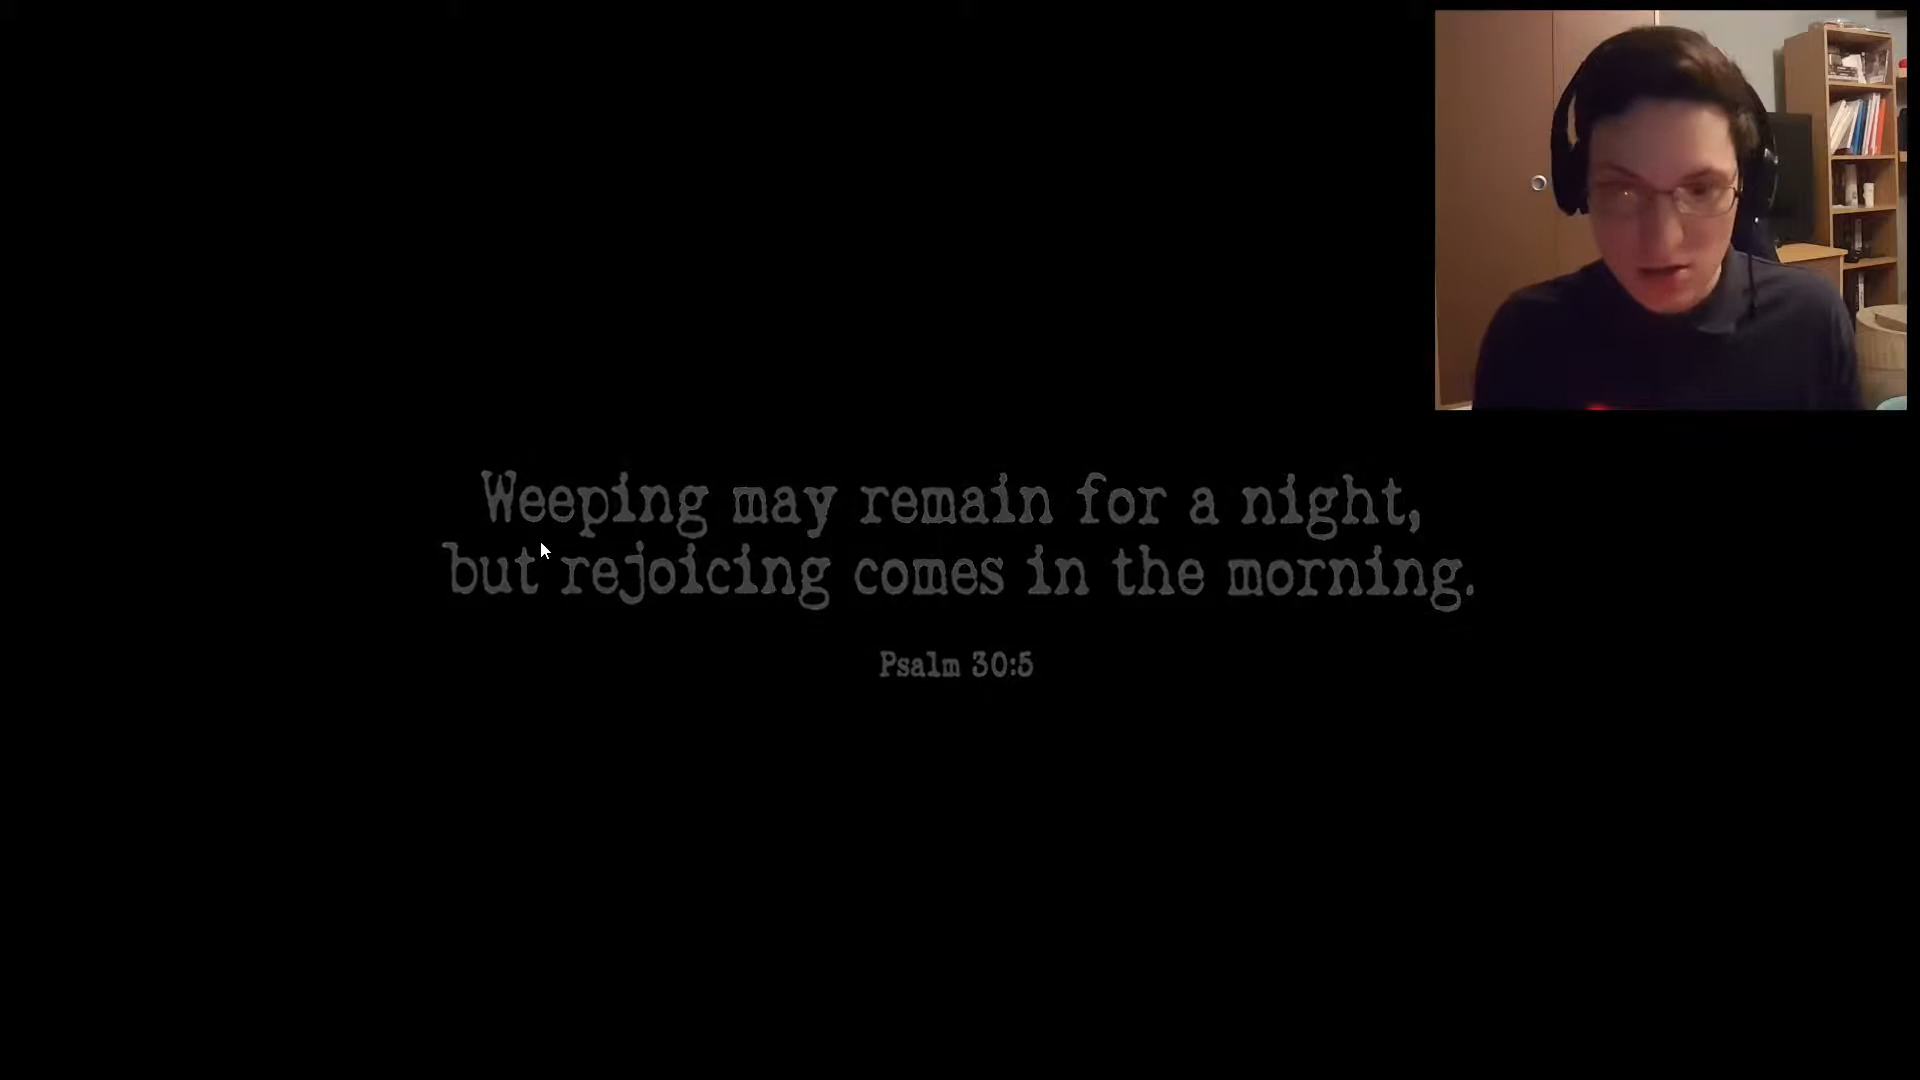 Weeping may remain for a night,
but rejoicing comes in the morning.
Psalm 30:5